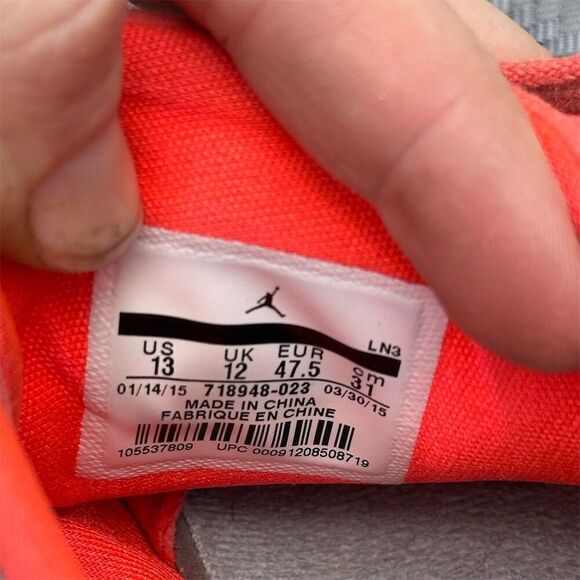 LN3
US UK EUR cm
13 12 47.5 31
01/14/15 718948-023 03/30/15
MADE IN CHINA
FABRIQUE EN CHINE
105537809 UPC 00091208508719